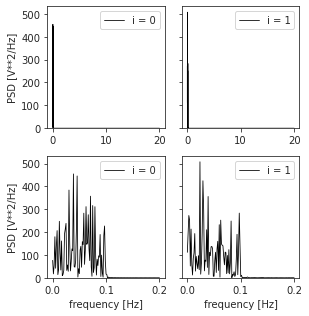 i = 0
i = 1
500
400
300
200
100
0
PSD [V**2/Hz]
0 10 20
0 10 20
i = 0
i = 1
500
400
300
200
100
0
PSD [V**2/Hz]
0.0 0.1 0.2
0.0 0.1 0.2
frequency [Hz]
frequency [Hz]